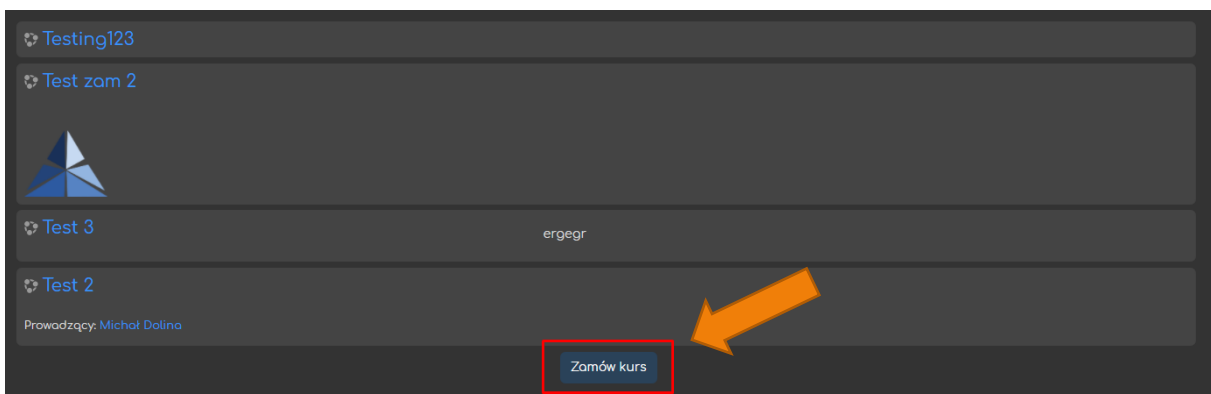 Testing123
Test zam 2
Test 3
ergegr
Test 2
Prowadzący: Michał Dolina
Zamów kurs